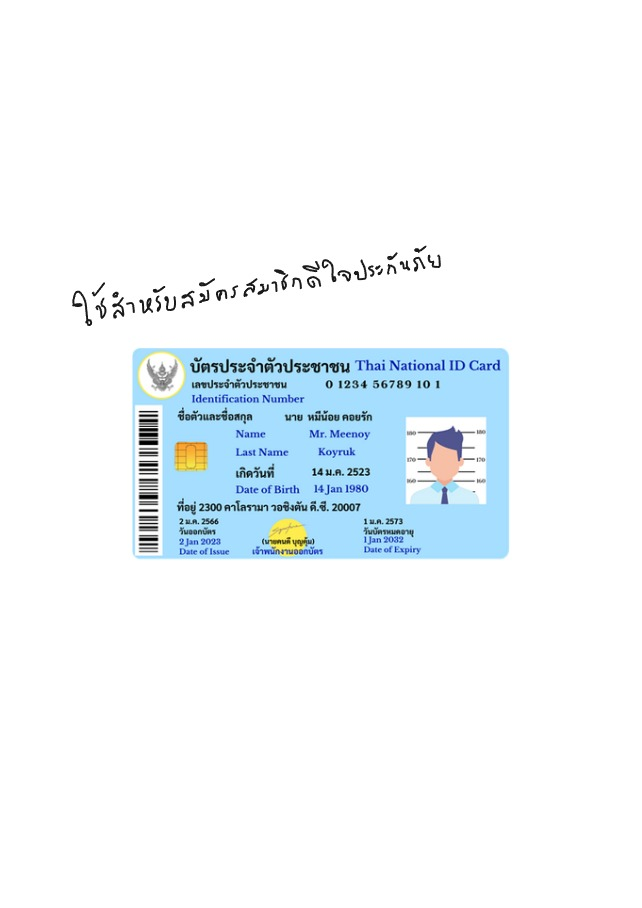 ใช้สำหรับสมัครสมาชิกดีใจประกันภัย
บัตรประจำตัวประชาชน Thai National ID Card
เลขประจำตัวประชาชน 0 1234 56789 10 1
Identification Number
ชื่อตัวและชื่อสกุล นาย หมีน้อย คอยรัก
Name Mr. Meenoy
Last Name Koyruk
เกิดวันที่ 14 ม.ค. 2523
Date of Birth 14 Jan 1980
180 180
170 170
160 160
ที่อยู่ 2300 คาโลรามา วอชิงตัน ดี.ซี. 20007
2 ม.ค. 2566
วันออกบัตร
2 Jan 2023
Date of Issue
(นายคนดี บุญคุ้ม)
เจ้าพนักงานออกบัตร
1 ม.ค. 2573
วันบัตรหมดอายุ
1 Jan 2032
Date of Expiry